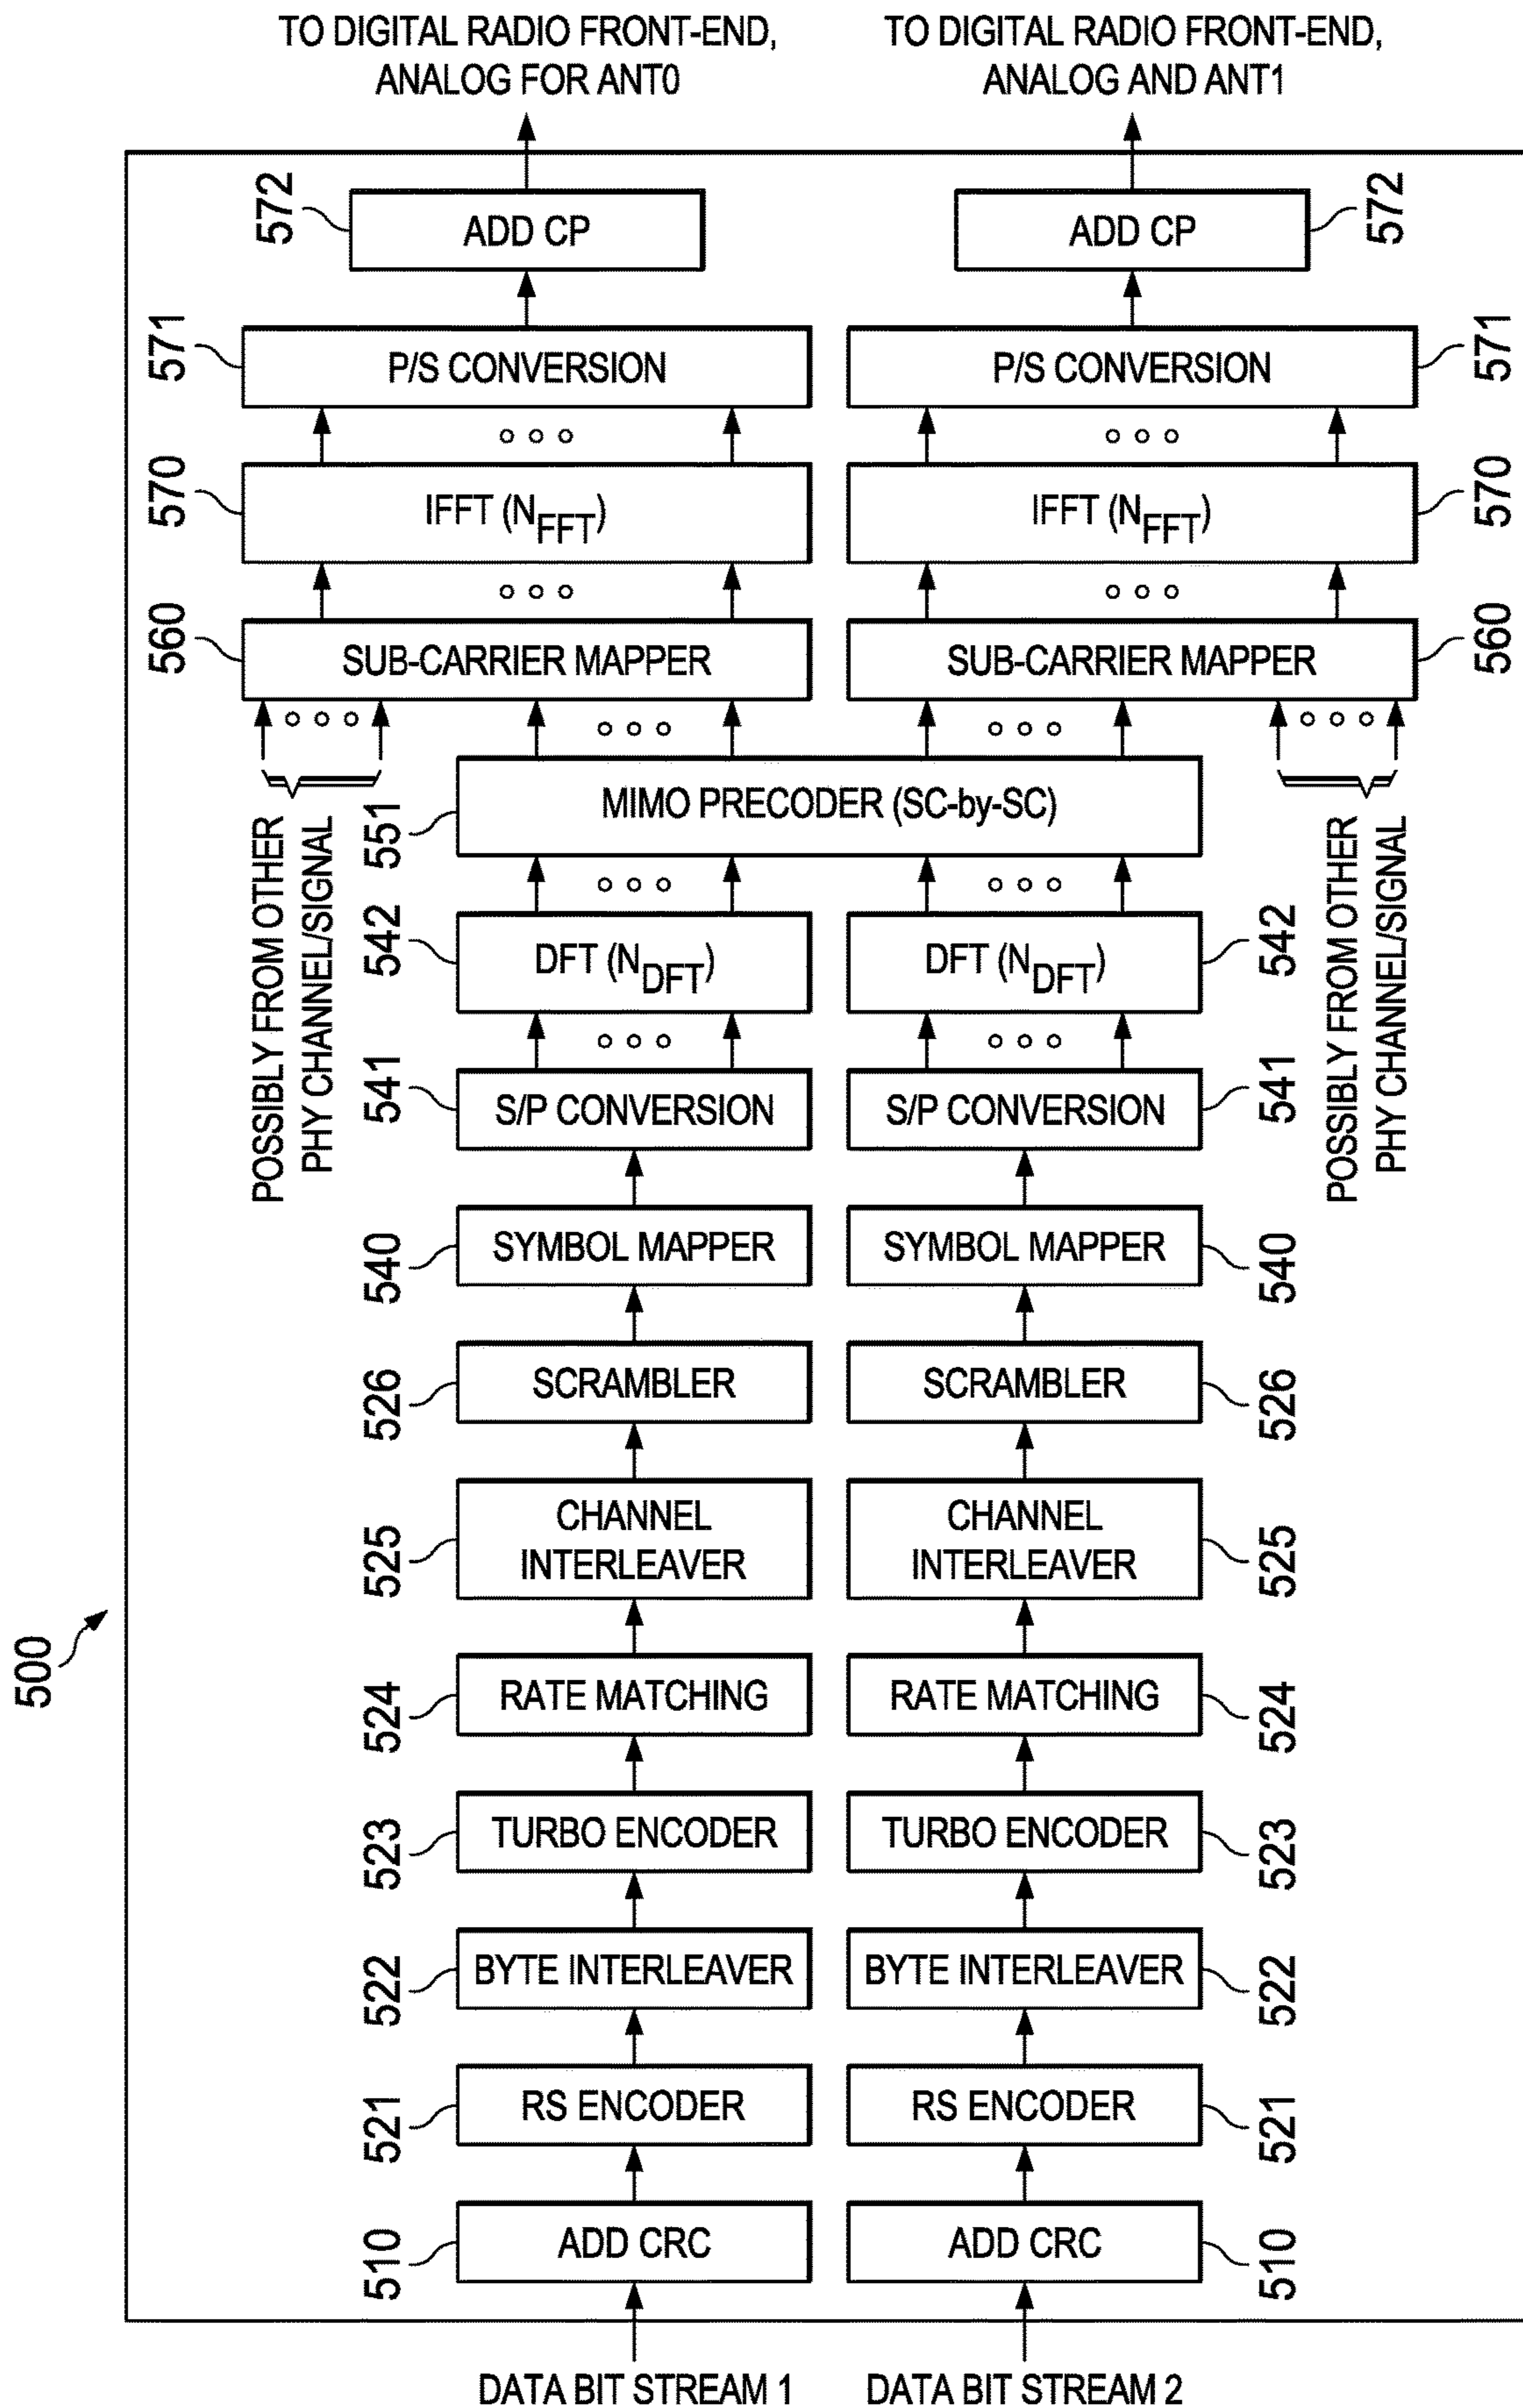 TO DIGITAL RADIO FRONT-END,
ANALOG FOR ANT0
TO DIGITAL RADIO FRONT-END,
ANALOG AND ANT1
572
ADD CP
ADD CP
572
571
P/S CONVERSION
P/S CONVERSION
571
570
IFFT (NFFT)
IFFT (NFFT)
570
560
SUB-CARRIER MAPPER
SUB-CARRIER MAPPER
560
POSSIBLY FROM OTHER
PHY CHANNEL/SIGNAL
551
MIMO PRECODER (SC-by-SC)
POSSIBLY FROM OTHER
PHY CHANNEL/SIGNAL
542
DFT (NDFT)
DFT (NDFT)
542
541
S/P CONVERSION
S/P CONVERSION
541
540
SYMBOL MAPPER
SYMBOL MAPPER
540
526
SCRAMBLER
SCRAMBLER
526
525
CHANNEL
INTERLEAVER
CHANNEL
INTERLEAVER
525
500
524
RATE MATCHING
RATE MATCHING
524
523
TURBO ENCODER
TURBO ENCODER
523
522
BYTE INTERLEAVER
BYTE INTERLEAVER
522
521
RS ENCODER
RS ENCODER
521
510
ADD CRC
ADD CRC
510
DATA BIT STREAM 1
DATA BIT STREAM 2